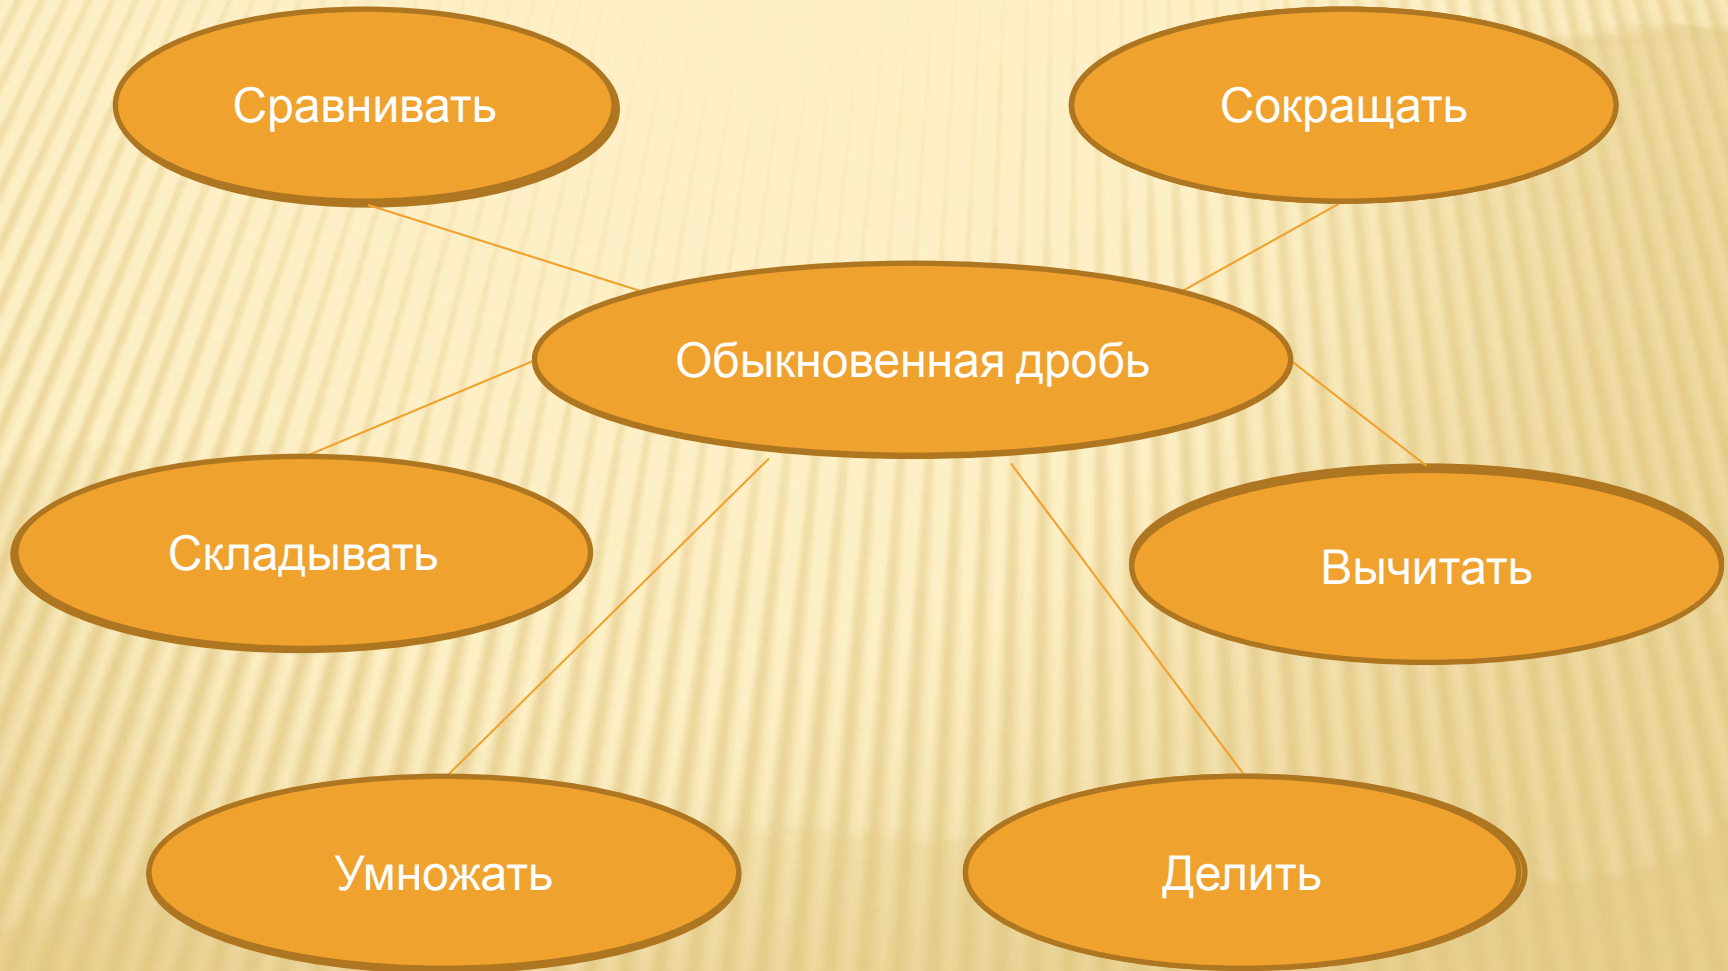 Сравнивать
Сокращать
Обыкновенная дробь
Складывать
Вычитать
Умножать
Делить